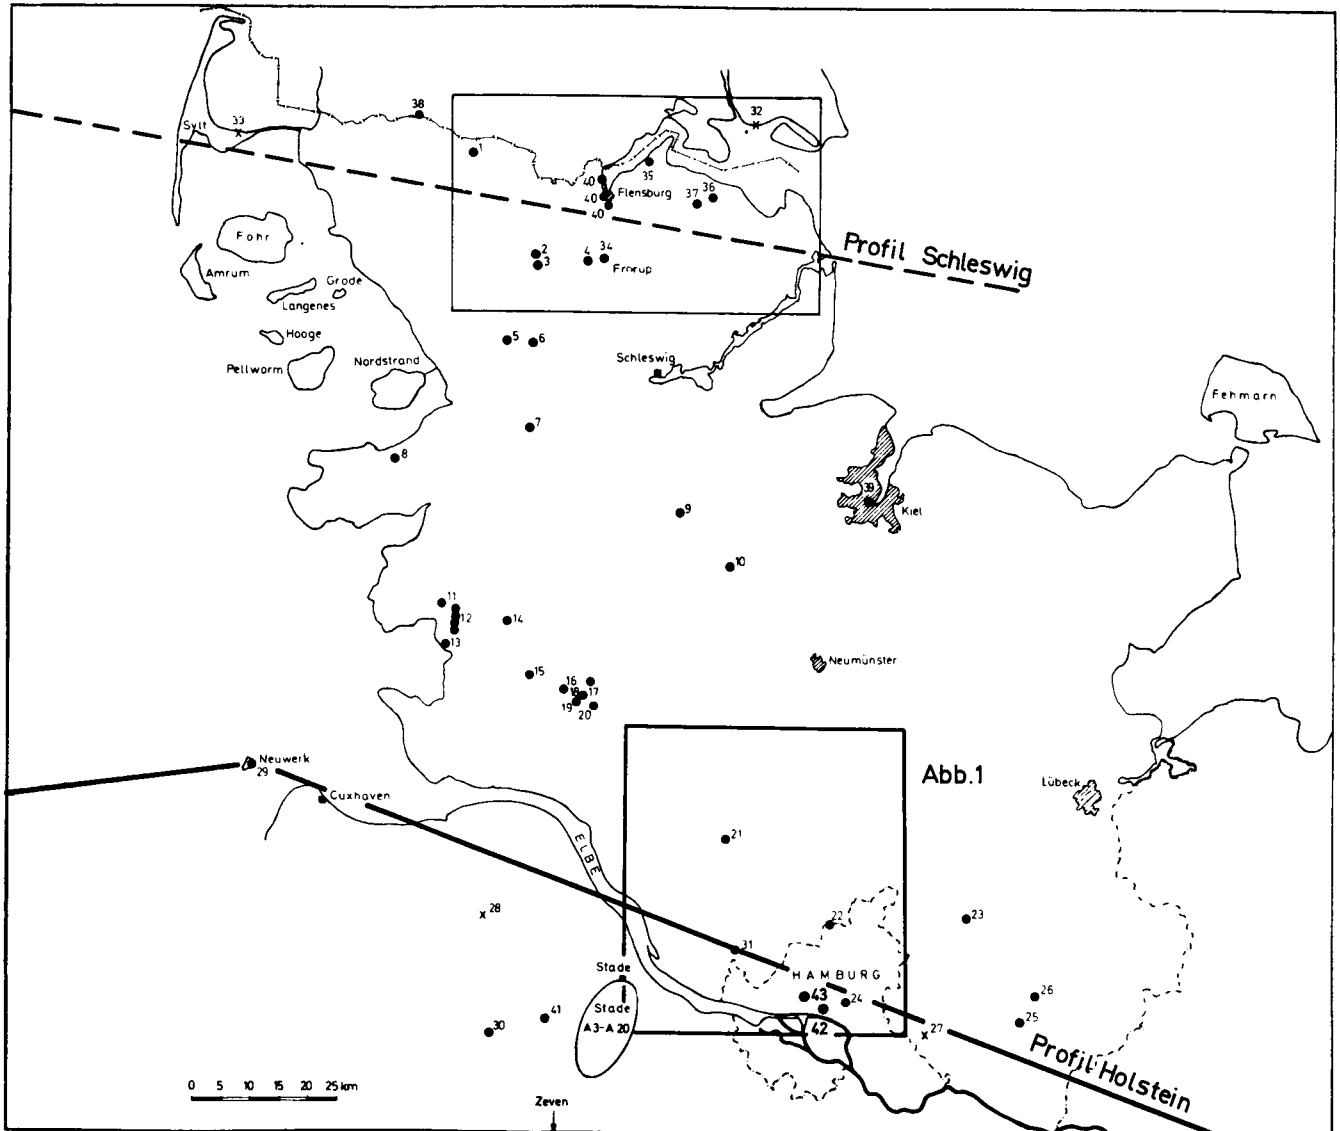 38
32
33
Sylt
1
35
40
Flensburg
40
40
37
36
Föhr
2
3
4
34
Frörup
Profil Schleswig
Amrum
Grode
Langenes
Hooge
5
6
Pellworm
Nordstrand
Schleswig
Fehmarn
7
8
39
Kiel
9
10
11
12
13
14
15
16
17
18
19
20
Neumünster
Neuwerk
29
Cuxhaven
Abb.1
Lübeck
21
ELBE
28
22
23
31
Stade
HAMBURG
Stade
A3-A20
43
24
26
25
30
41
42
27
Profil Holstein
0 5 10 15 20 25 km
Zeven